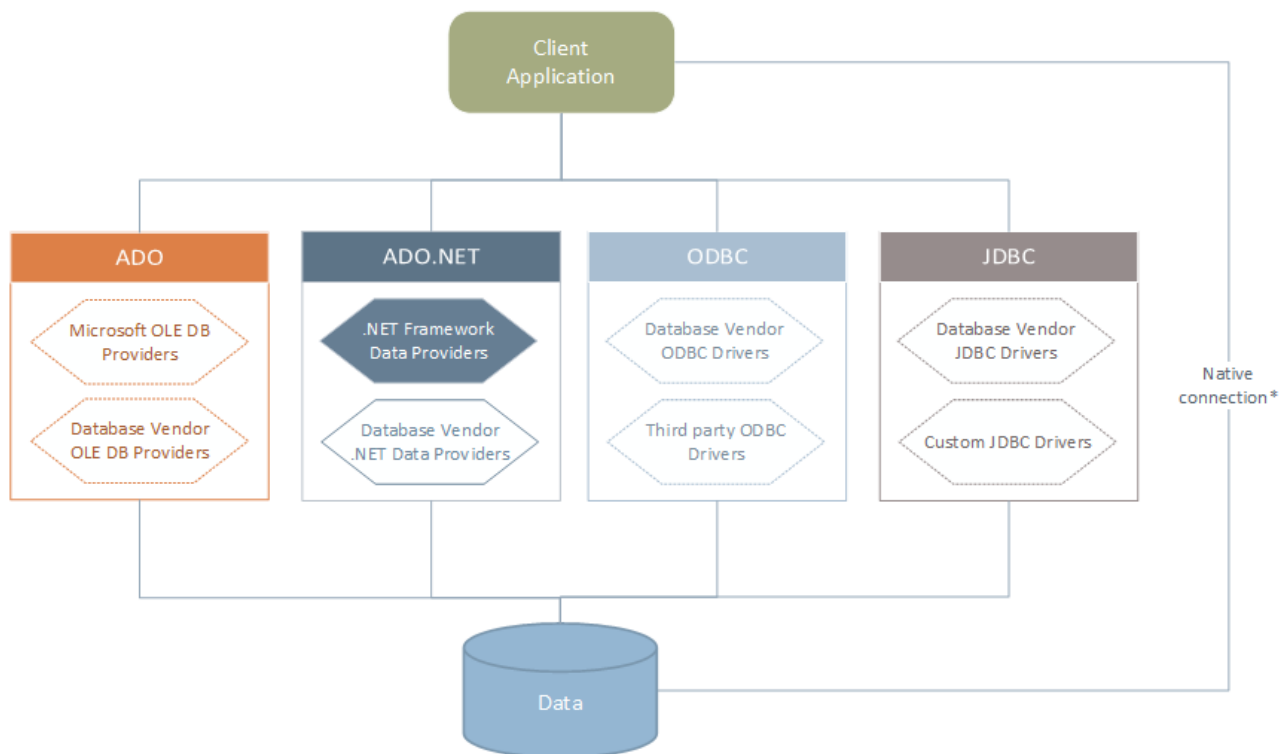 Client
Application
ADO
ADO.NET
ODBC
JDBC
Microsoft OLE DB
Providers
.NET Framework
Data Providers
Database Vendor
ODBC Drivers
Database Vendor
JDBC Drivers
Native
connection*
Database Vendor
OLE DB Providers
Database Vendor
.NET Data Providers
Third party ODBC
Drivers
Custom JDBC Drivers
Data